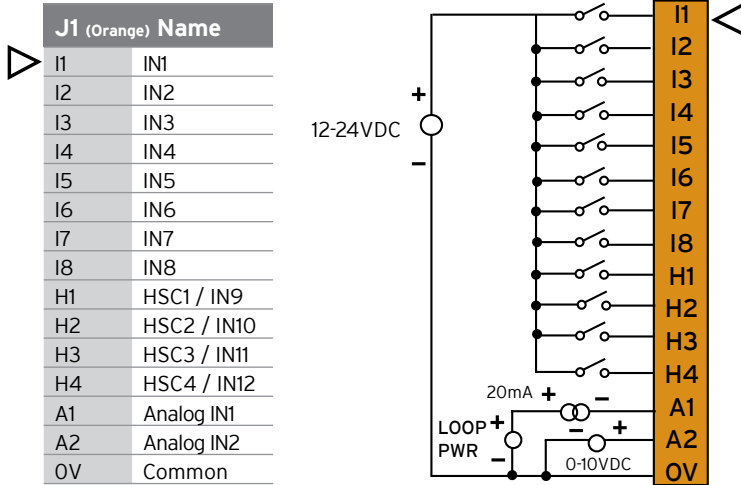 J1 (Orange) Name
I1 IN1
I2 IN2
I3 IN3
I4 IN4
I5 IN5
I6 IN6
I7 IN7
I8 IN8
H1 HSC1 / IN9
H2 HSC2 / IN10
H3 HSC3 / IN11
H4 HSC4 / IN12
A1 Analog IN1
A2 Analog IN2
0V Common
12-24VDC
+
–
I1
I2
I3
I4
I5
I6
I7
I8
H1
H2
H3
H4
A1
A2
0V
20mA + –
LOOP +
PWR –
– +
0-10VDC